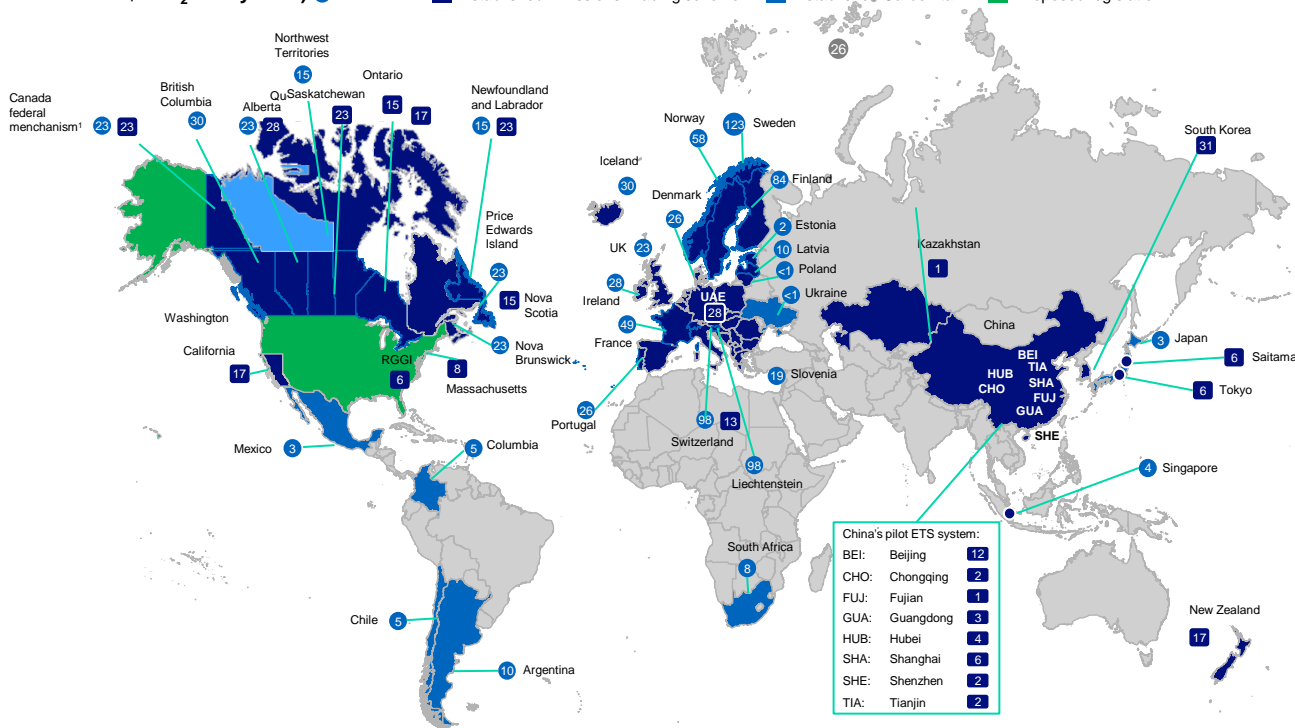 26
Northwest
Territories
15
Ontario
15
17
Canada
federal
menchanism¹
23
23
British
Columbia
30
Alberta
23
28
Qu
Saskatchewan
23
Newfoundland
and Labrador
15
23
Price
Edwards
Island
23
15
Nova
Scotia
23
Nova
Brunswick
Washington
California
17
RGGI
6
8
Massachusetts
Mexico
3
5
Columbia
Chile
5
10
Argentina
Norway
58
123
Sweden
Iceland
30
84
Finland
Denmark
26
2
Estonia
UK
23
10
Latvia
<1
Poland
28
Ireland
<1
Ukraine
UAE
28
49
France
19
Slovenia
26
Portugal
98
13
Switzerland
98
Liechtenstein
South Africa
8
Kazakhstan
1
South Korea
31
China
BEI
TIA
HUB
SHA
CHO
FUJ
GUA
SHE
3
Japan
6
Saitama
6
Tokyo
4
Singapore
China's pilot ETS system:
BEI: Beijing 12
CHO: Chongqing 2
FUJ: Fujian 1
GUA: Guangdong 3
HUB: Hubei 4
SHA: Shanghai 6
SHE: Shenzhen 2
TIA: Tianjin 2
New Zealand
17